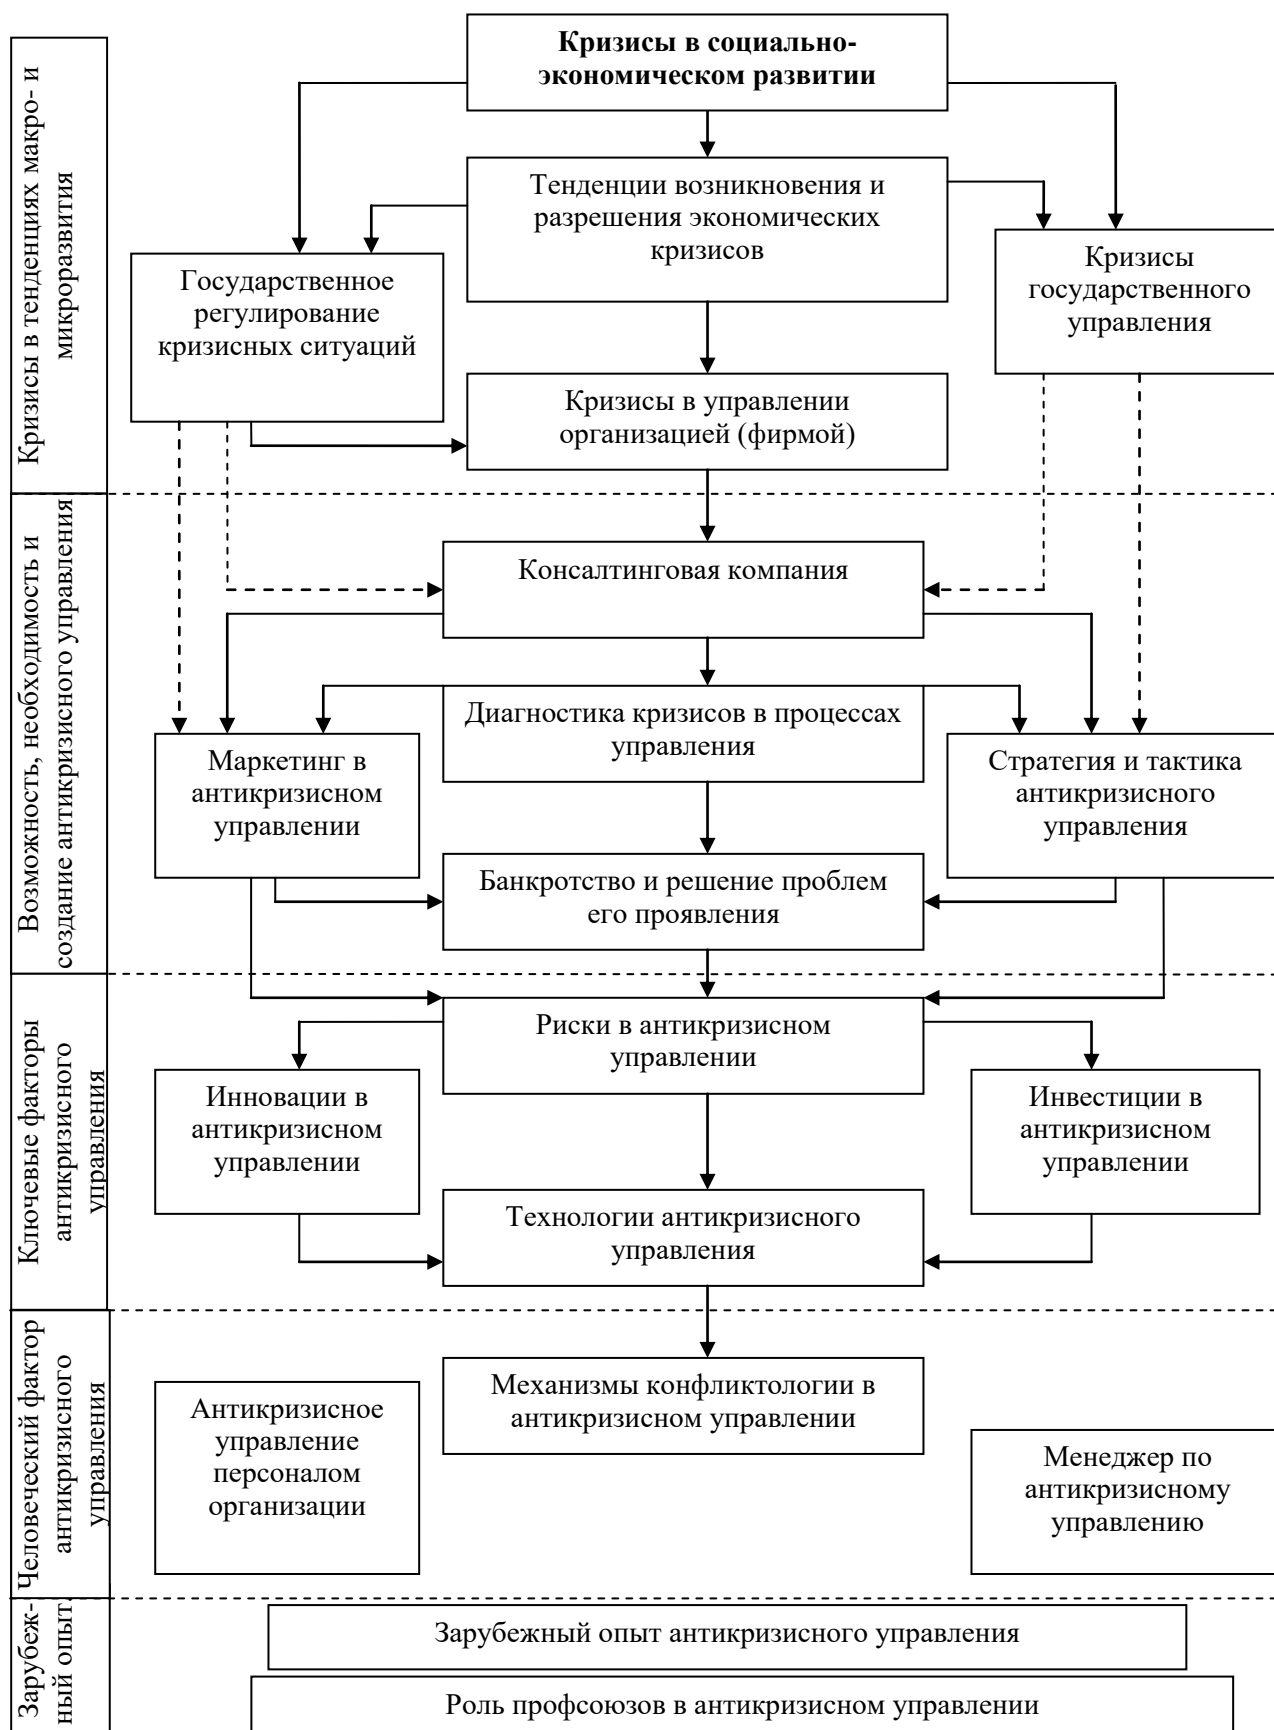 Кризисы в социально-
экономическом развитии
Кризисы в тенденциях макро- и
микроразвития
Тенденции возникновения и
разрешения экономических
кризисов
Государственное
регулирование
кризисных ситуаций
Кризисы
государственного
управления
Кризисы в управлении
организацией (фирмой)
Возможность, необходимость и
создание антикризисного управления
Консалтинговая компания
Диагностика кризисов в процессах
управления
Маркетинг в
антикризисном
управлении
Стратегия и тактика
антикризисного
управления
Банкротство и решение проблем
его проявления
Ключевые факторы
антикризисного
управления
Риски в антикризисном
управлении
Инновации в
антикризисном
управлении
Инвестиции в
антикризисном
управлении
Технологии антикризисного
управления
Человеческий фактор
антикризисного
управления
Механизмы конфликтологии в
антикризисном управлении
Антикризисное
управление
персоналом
организации
Менеджер по
антикризисному
управлению
Зарубеж-
ный опыт
Зарубежный опыт антикризисного управления
Роль профсоюзов в антикризисном управлении